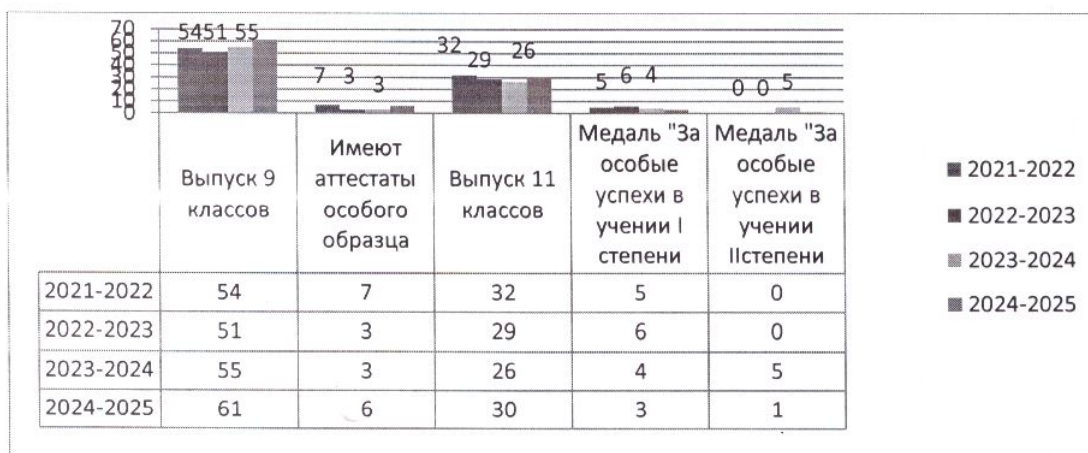 70
60
50
40
30
20
10
0
54 51 55
7 3 3
32 29 26
5 6 4
0 0 5
Выпуск 9
классов
Имеют
аттестаты
особого
образца
Выпуск 11
классов
Медаль "За
особые
успехи в
учении I
степени
Медаль "За
особые
успехи в
учении
IIстепени
2021-2022 54 7 32 5 0
2022-2023 51 3 29 6 0
2023-2024 55 3 26 4 5
2024-2025 61 6 30 3 1
2021-2022
2022-2023
2023-2024
2024-2025